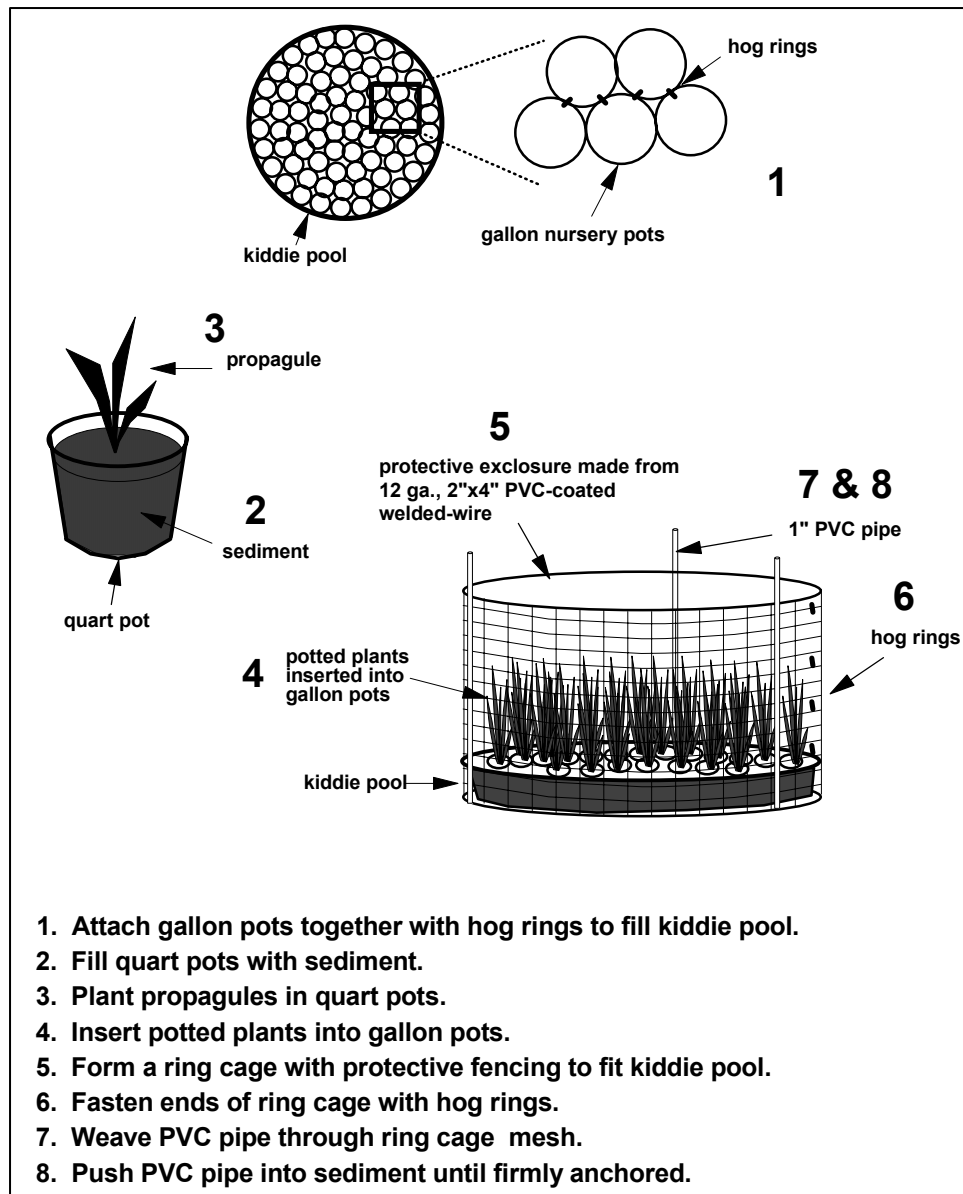 hog rings
1
gallon nursery pots
kiddie pool
3
propagule
2
sediment
quart pot
5
protective exclosure made from
12 ga., 2"x4" PVC-coated
welded-wire
7 & 8
1" PVC pipe
6
hog rings
4
potted plants
inserted into
gallon pots
kiddie pool
1. Attach gallon pots together with hog rings to fill kiddie pool.
2. Fill quart pots with sediment.
3. Plant propagules in quart pots.
4. Insert potted plants into gallon pots.
5. Form a ring cage with protective fencing to fit kiddie pool.
6. Fasten ends of ring cage with hog rings.
7. Weave PVC pipe through ring cage mesh.
8. Push PVC pipe into sediment until firmly anchored.